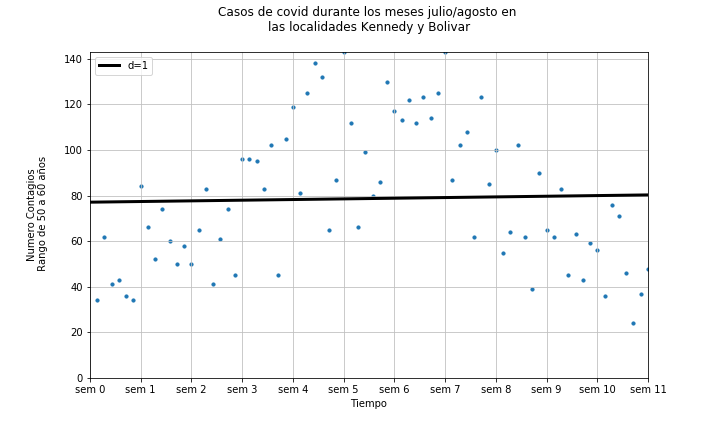 Casos de covid durante los meses julio/agosto en
las localidades Kennedy y Bolivar
d=1
140
120
100
80
60
40
20
0
Numero Contagios
Rango de 50 a 60 años
sem 0 sem 1 sem 2 sem 3 sem 4 sem 5 sem 6 sem 7 sem 8 sem 9 sem 10 sem 11
Tiempo